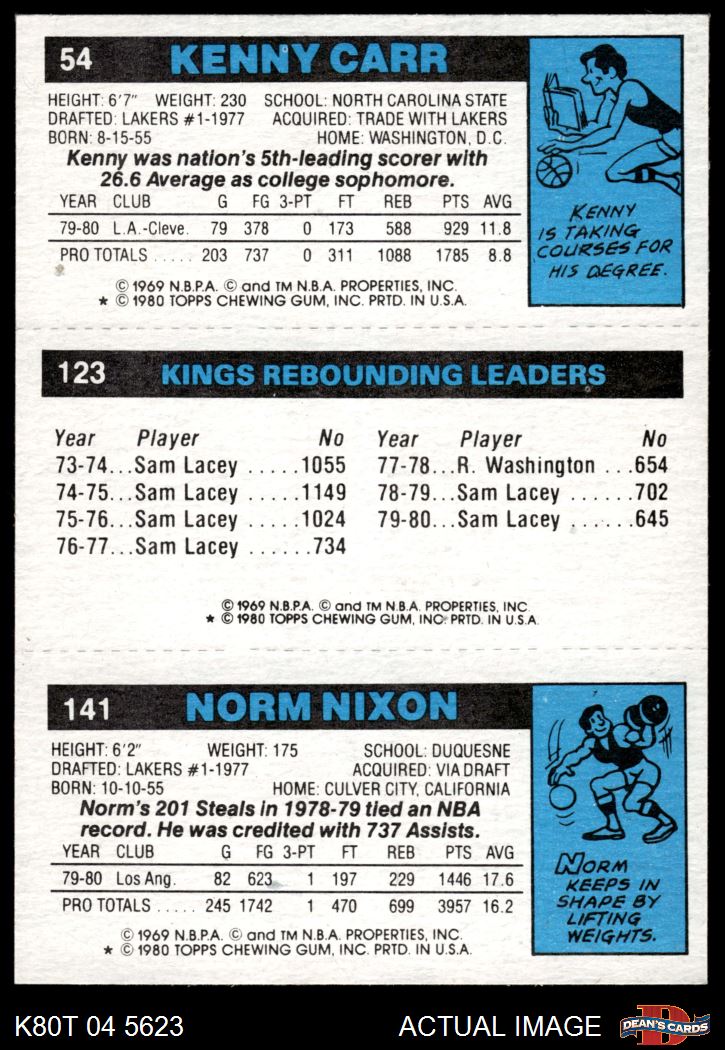 54 KENNY CARR
HEIGHT: 6'7" WEIGHT: 230 SCHOOL: NORTH CAROLINA STATE
DRAFTED: LAKERS #1-1977 ACQUIRED: TRADE WITH LAKERS
BORN: 8-15-55 HOME: WASHINGTON, D.C.
Kenny was nation's 5th-leading scorer with
26.6 Average as college sophomore.
YEAR CLUB G FG 3-PT FT REB PTS AVG
79-80 L.A.-Cleve. 79 378 0 173 588 929 11.8
PRO TOTALS ..... 203 737 0 311 1088 1785 8.8
© 1969 N.B.P.A. © and TM N.B.A. PROPERTIES, INC.
★ © 1980 TOPPS CHEWING GUM, INC. PRTD. IN U.S.A.
KENNY
IS TAKING
COURSES FOR
HIS DEGREE.
123 KINGS REBOUNDING LEADERS
Year Player No Year Player No
73-74...Sam Lacey .....1055 77-78...R. Washington ...654
74-75...Sam Lacey .....1149 78-79...Sam Lacey ......702
75-76...Sam Lacey .....1024 79-80...Sam Lacey ......645
76-77...Sam Lacey ......734
© 1969 N.B.P.A. © and TM N.B.A. PROPERTIES, INC.
★ © 1980 TOPPS CHEWING GUM, INC. PRTD. IN U.S.A.
141 NORM NIXON
HEIGHT: 6'2" WEIGHT: 175 SCHOOL: DUQUESNE
DRAFTED: LAKERS #1-1977 ACQUIRED: VIA DRAFT
BORN: 10-10-55 HOME: CULVER CITY, CALIFORNIA
Norm's 201 Steals in 1978-79 tied an NBA
record. He was credited with 737 Assists.
YEAR CLUB G FG 3-PT FT REB PTS AVG
79-80 Los Ang. 82 623 1 197 229 1446 17.6
PRO TOTALS ..... 245 1742 1 470 699 3957 16.2
© 1969 N.B.P.A. © and TM N.B.A. PROPERTIES, INC.
★ © 1980 TOPPS CHEWING GUM, INC. PRTD. IN U.S.A.
NORM
KEEPS IN
SHAPE BY
LIFTING
WEIGHTS.
K80T 04 5623 ACTUAL IMAGE D DEAN'S CARDS